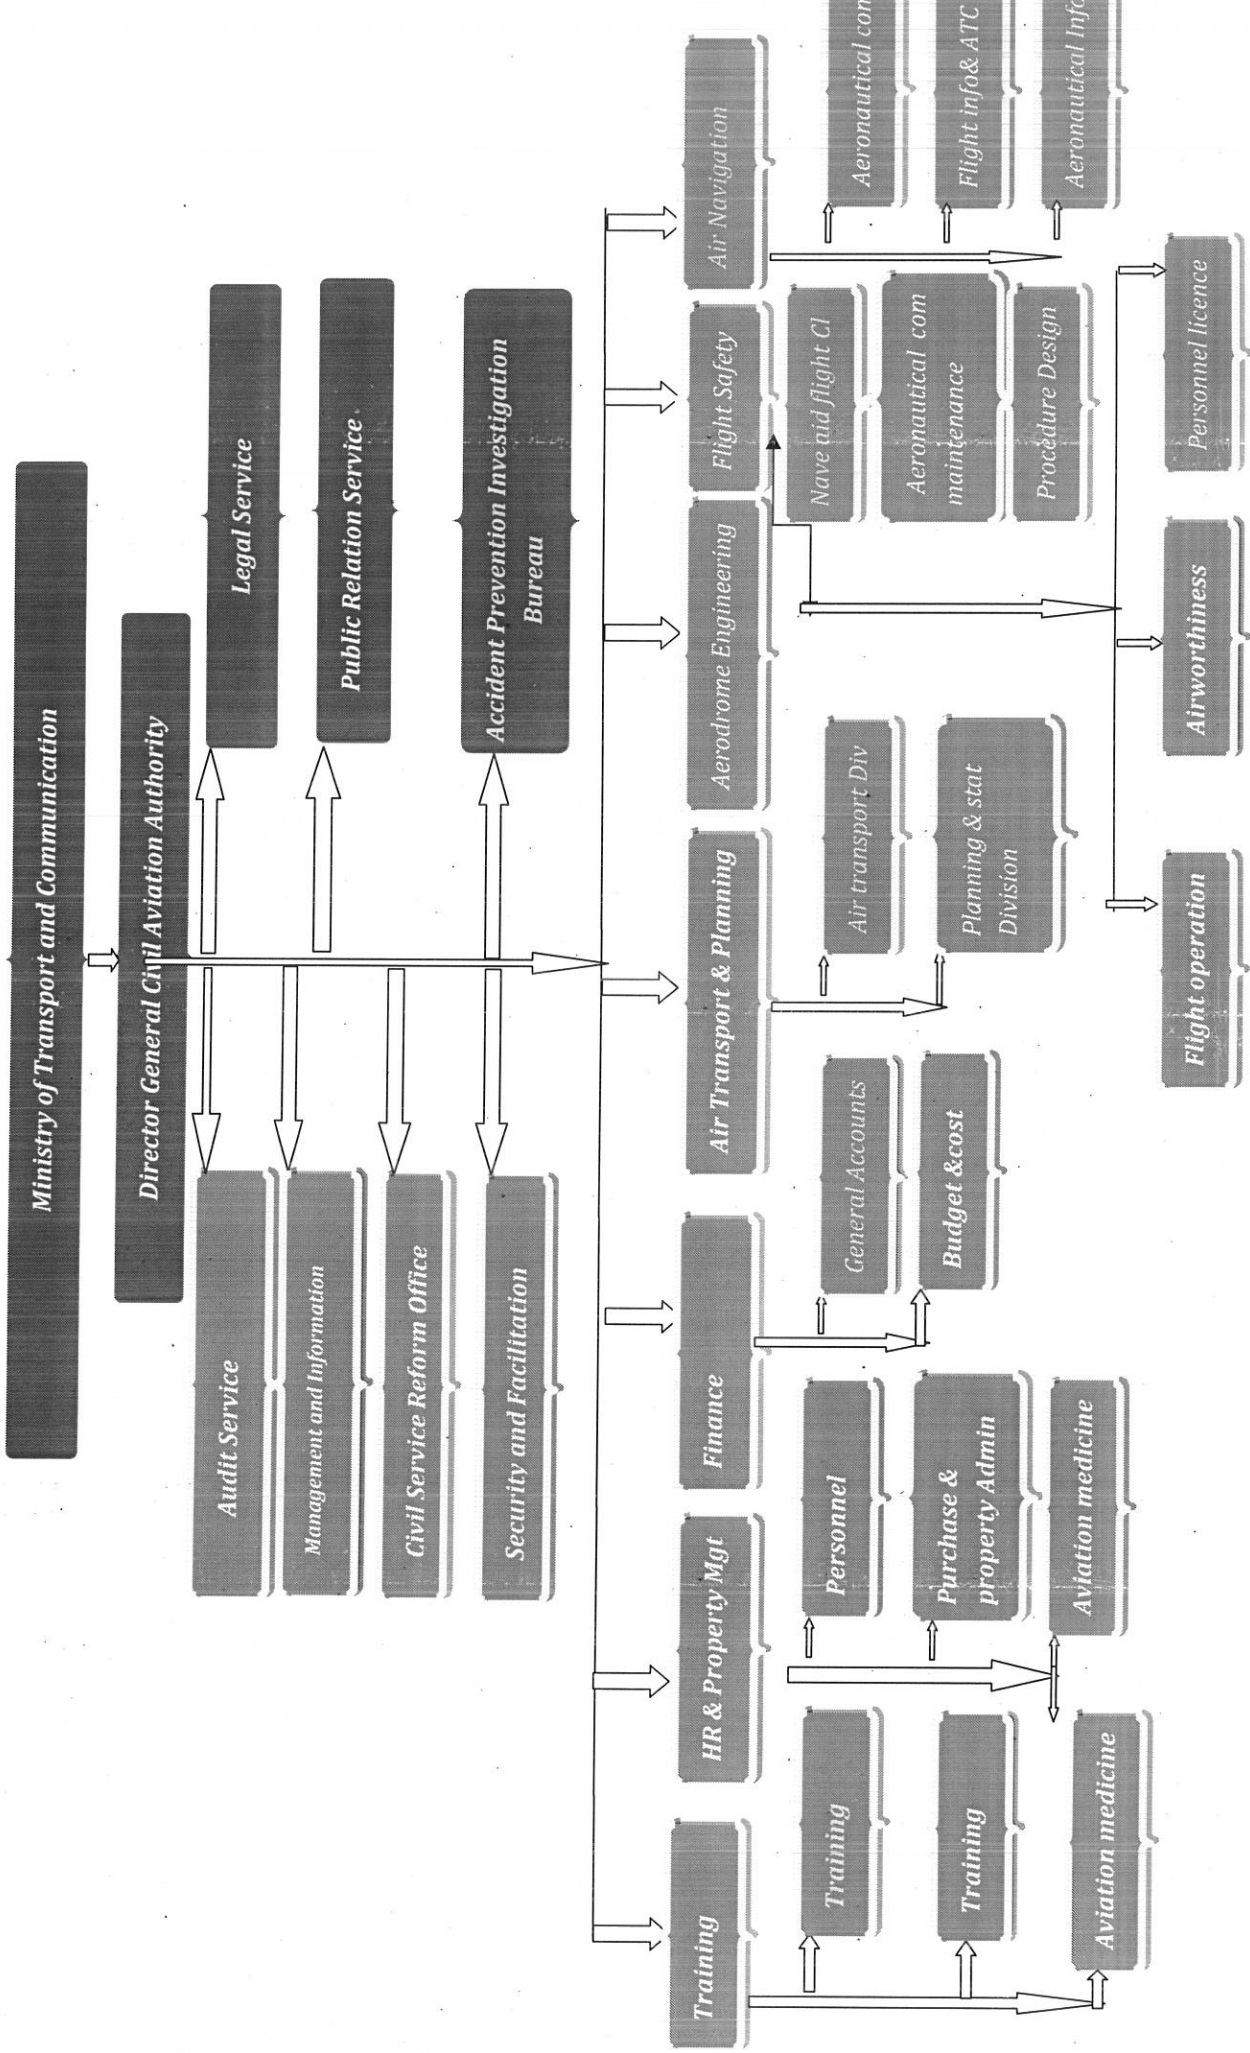 Ministry of Transport and Communication
Director General Civil Aviation Authority
Audit Service
Legal Service
Management and Information
Public Relation Service
Civil Service Reform Office
Security and Facilitation
Accident Prevention Investigation
Bureau
Training
HR & Property Mgt
Finance
Air Transport & Planning
Aerodrome Engineering
Flight Safety
Air Navigation
Training
Training
Aviation medicine
Personnel
Purchase &
property Admin
Aviation medicine
General Accounts
Budget &cost
Air transport Div
Planning & stat
Division
Nave aid flight Cl
Aeronautical com
maintenance
Procedure Design
Aeronautical con
Flight info& ATC
Aeronautical Info
Flight operation
Airworthiness
Personnel licence